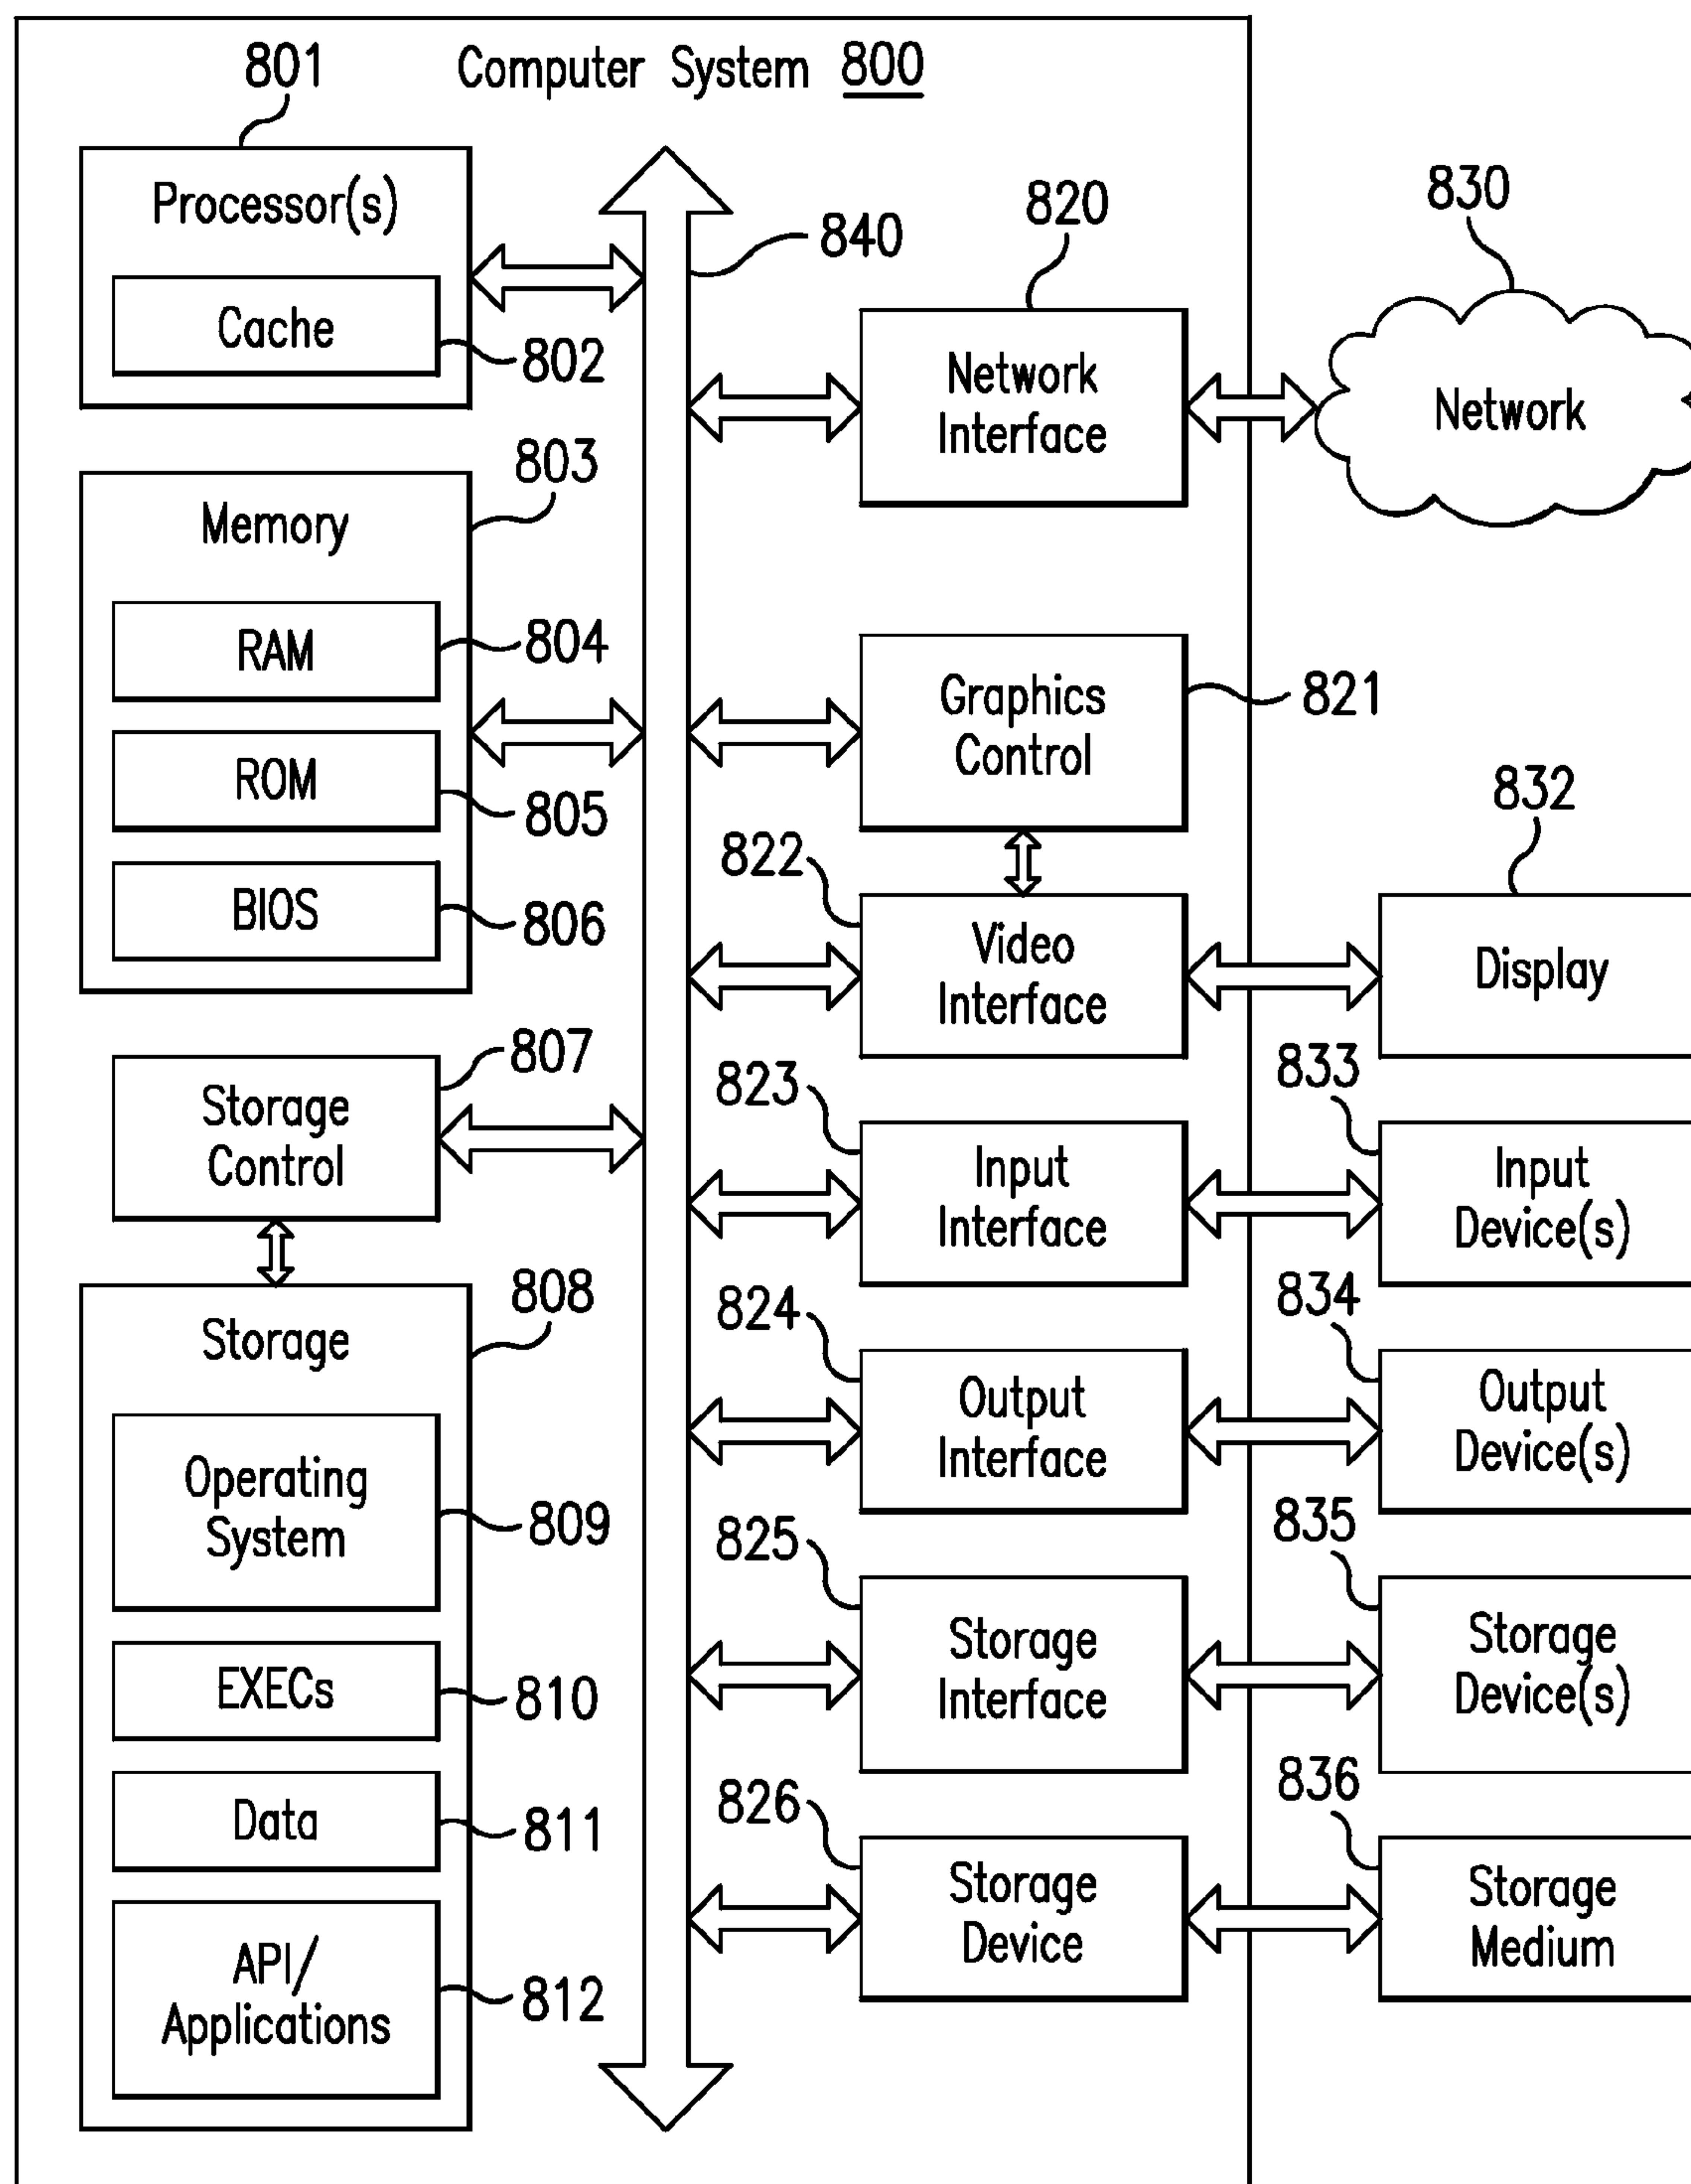 Computer System 800
801
Processor(s)
Cache
802
803
Memory
RAM
804
ROM
805
BIOS
806
807
Storage
Control
808
Storage
Operating
System
809
EXECs
810
Data
811
API/
Applications
812
840
820
Network
Interface
830
Network
Graphics
Control
821
822
Video
Interface
832
Display
823
Input
Interface
833
Input
Device(s)
824
Output
Interface
834
Output
Device(s)
825
Storage
Interface
835
Storage
Device(s)
826
Storage
Device
836
Storage
Medium